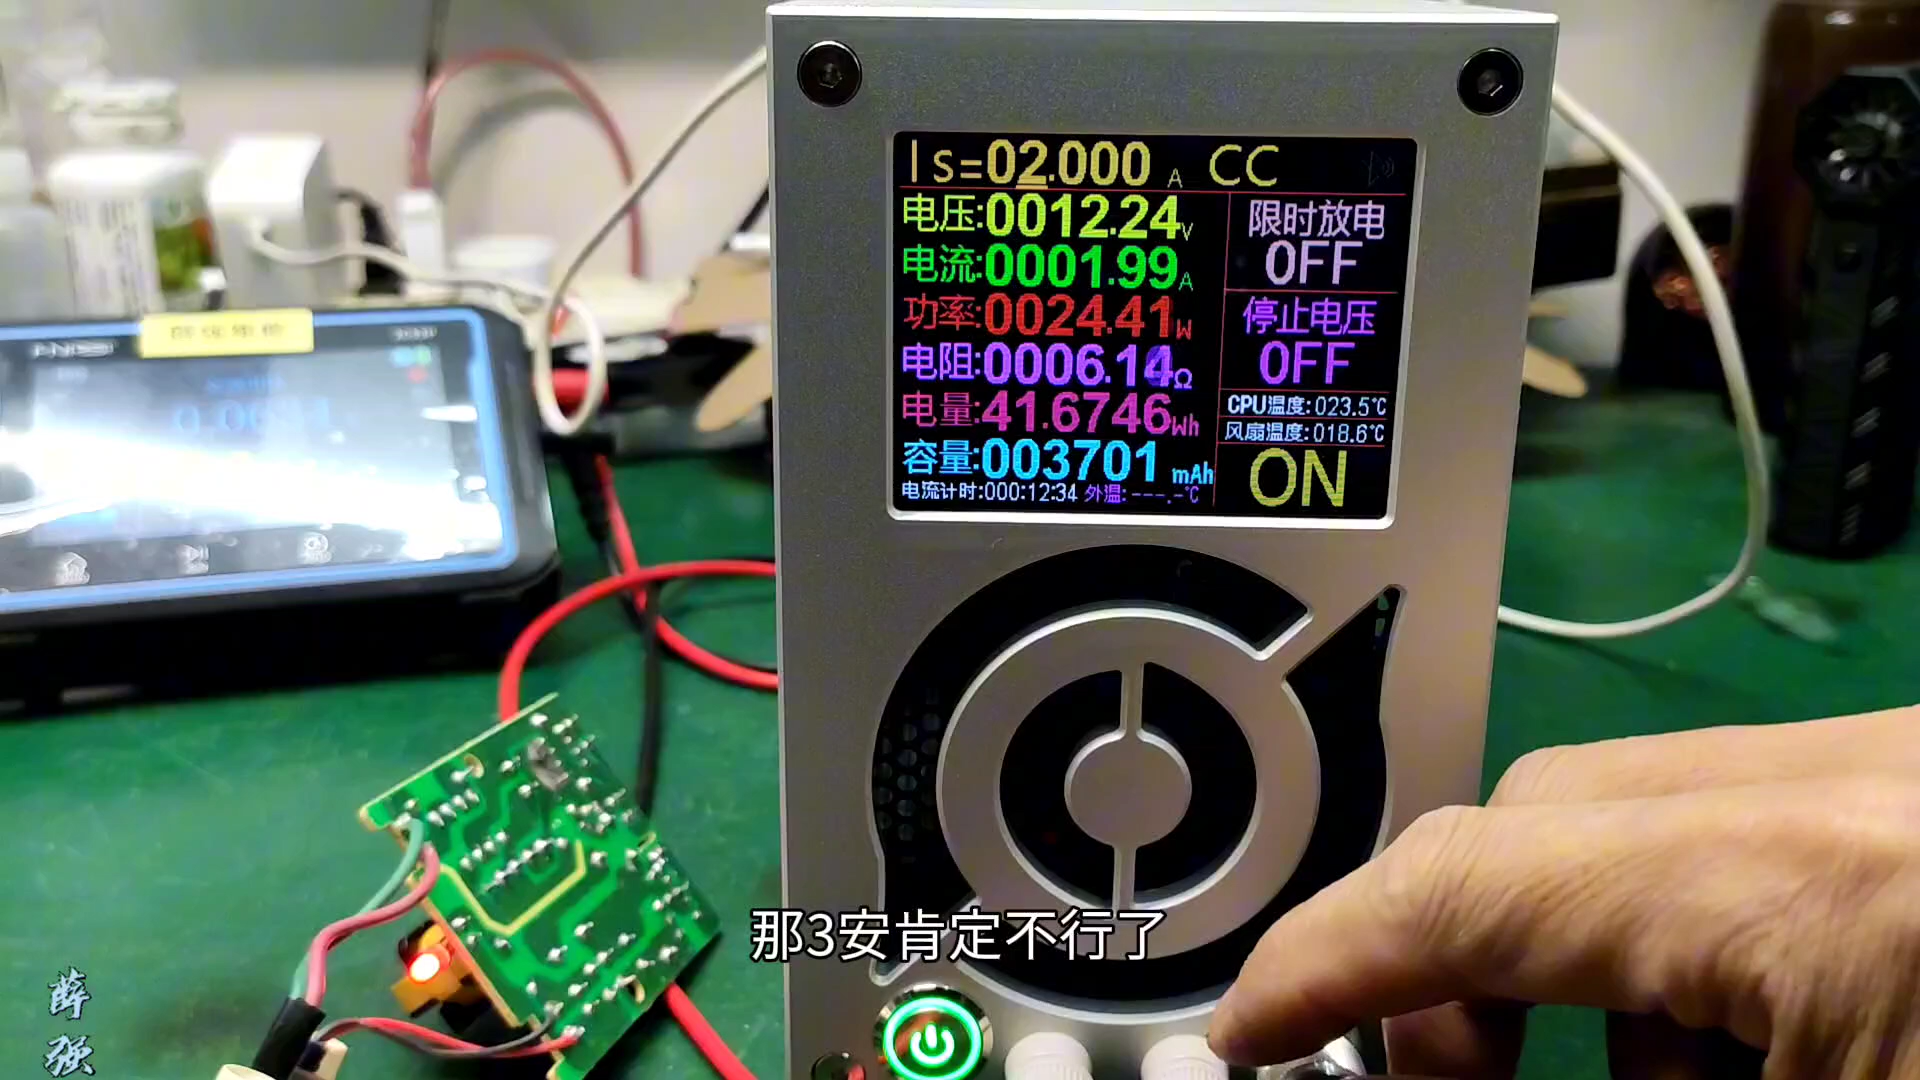 Is=02.000 A CC
电压:0012.24V
电流:0001.99A
功率:0024.41W
电阻:0006.14Ω
电量:41.6746Wh
容量:003701 mAh
电流计时:000:12:34 外温:---.-℃
限时放电
OFF
停止电压
OFF
CPU温度:023.5℃
风扇温度:018.6℃
ON
那3安肯定不行了
薛强